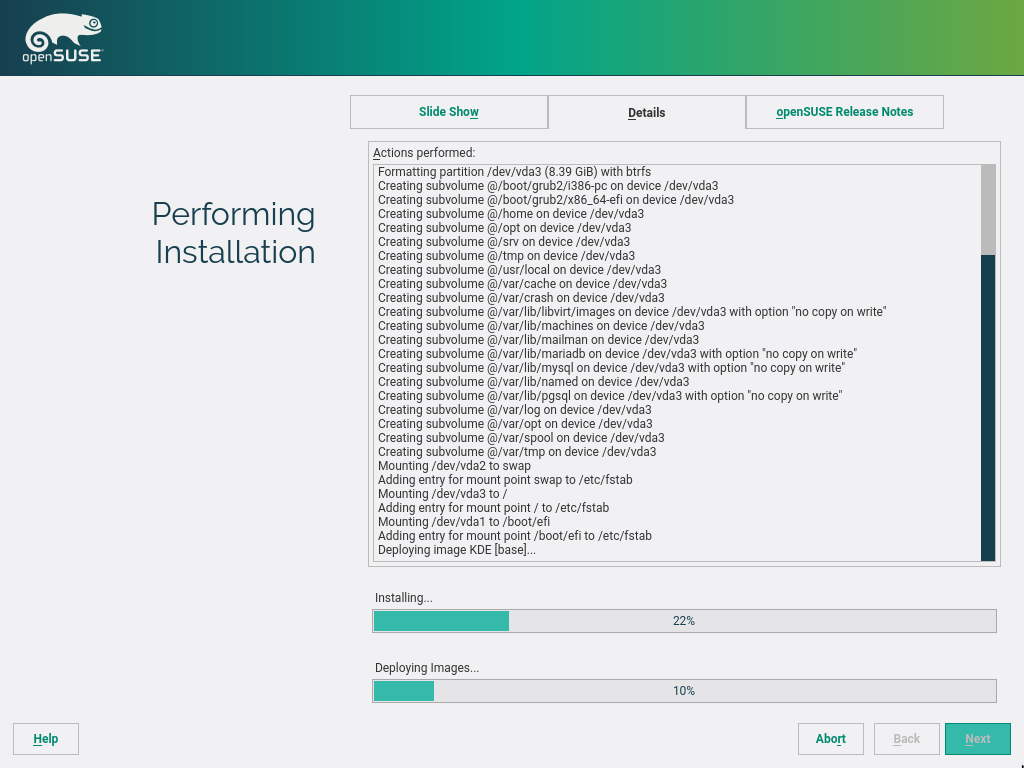 openSUSE
Slide Show
Details
openSUSE Release Notes
Performing
Installation
Actions performed:
Formatting partition /dev/vda3 (8.39 GiB) with btrfs
Creating subvolume @/boot/grub2/i386-pc on device /dev/vda3
Creating subvolume @/boot/grub2/x86_64-efi on device /dev/vda3
Creating subvolume @/home on device /dev/vda3
Creating subvolume @/opt on device /dev/vda3
Creating subvolume @/srv on device /dev/vda3
Creating subvolume @/tmp on device /dev/vda3
Creating subvolume @/usr/local on device /dev/vda3
Creating subvolume @/var/cache on device /dev/vda3
Creating subvolume @/var/crash on device /dev/vda3
Creating subvolume @/var/lib/libvirt/images on device /dev/vda3 with option "no copy on write"
Creating subvolume @/var/lib/machines on device /dev/vda3
Creating subvolume @/var/lib/mailman on device /dev/vda3
Creating subvolume @/var/lib/mariadb on device /dev/vda3 with option "no copy on write"
Creating subvolume @/var/lib/mysql on device /dev/vda3 with option "no copy on write"
Creating subvolume @/var/lib/named on device /dev/vda3
Creating subvolume @/var/lib/pgsql on device /dev/vda3 with option "no copy on write"
Creating subvolume @/var/log on device /dev/vda3
Creating subvolume @/var/opt on device /dev/vda3
Creating subvolume @/var/spool on device /dev/vda3
Creating subvolume @/var/tmp on device /dev/vda3
Mounting /dev/vda2 to swap
Adding entry for mount point swap to /etc/fstab
Mounting /dev/vda3 to /
Adding entry for mount point / to /etc/fstab
Mounting /dev/vda1 to /boot/efi
Adding entry for mount point /boot/efi to /etc/fstab
Deploying image KDE [base]...
Installing...
22%
Deploying Images...
10%
Help
Abort
Back
Next